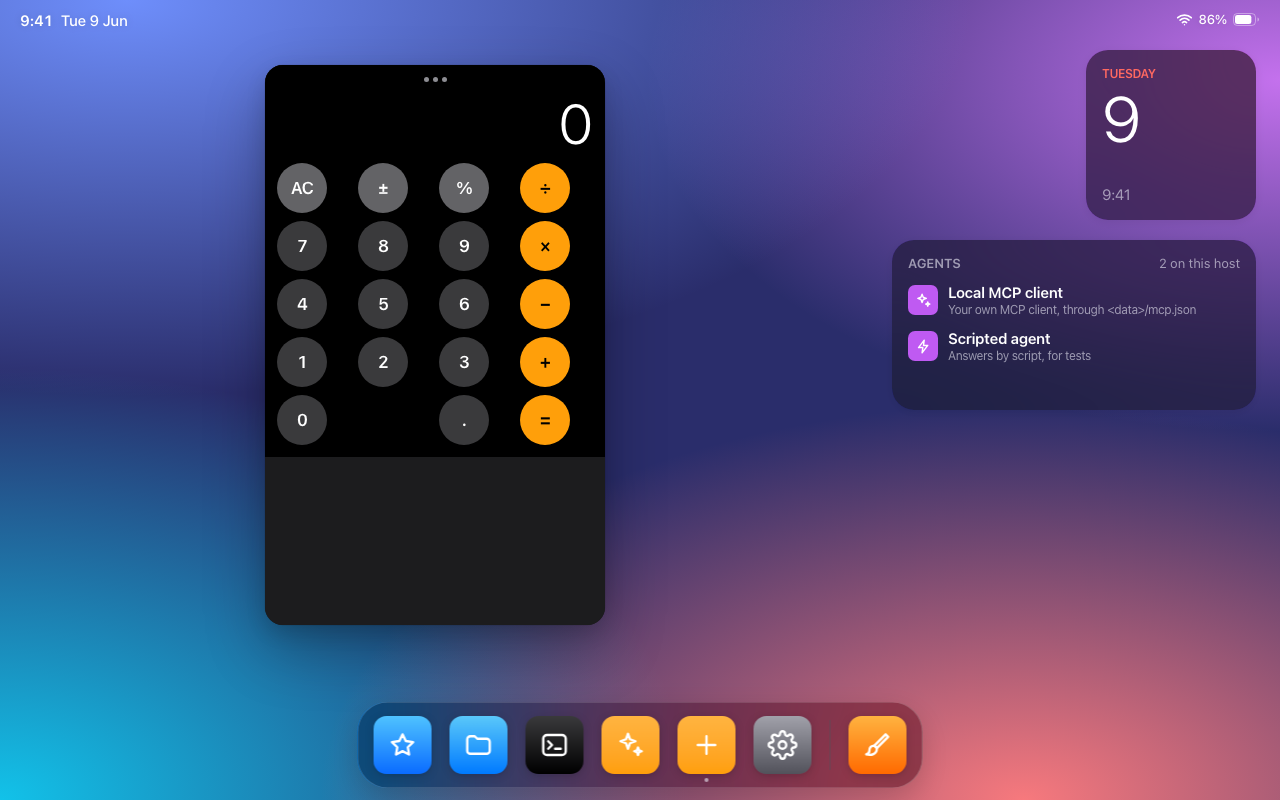 9:41 Tue 9 Jun
86%
0
AC ± % ÷
7 8 9 ×
4 5 6 −
1 2 3 +
0 . =
TUESDAY
9
9:41
AGENTS 2 on this host
Local MCP client
Your own MCP client, through <data>/mcp.json
Scripted agent
Answers by script, for tests